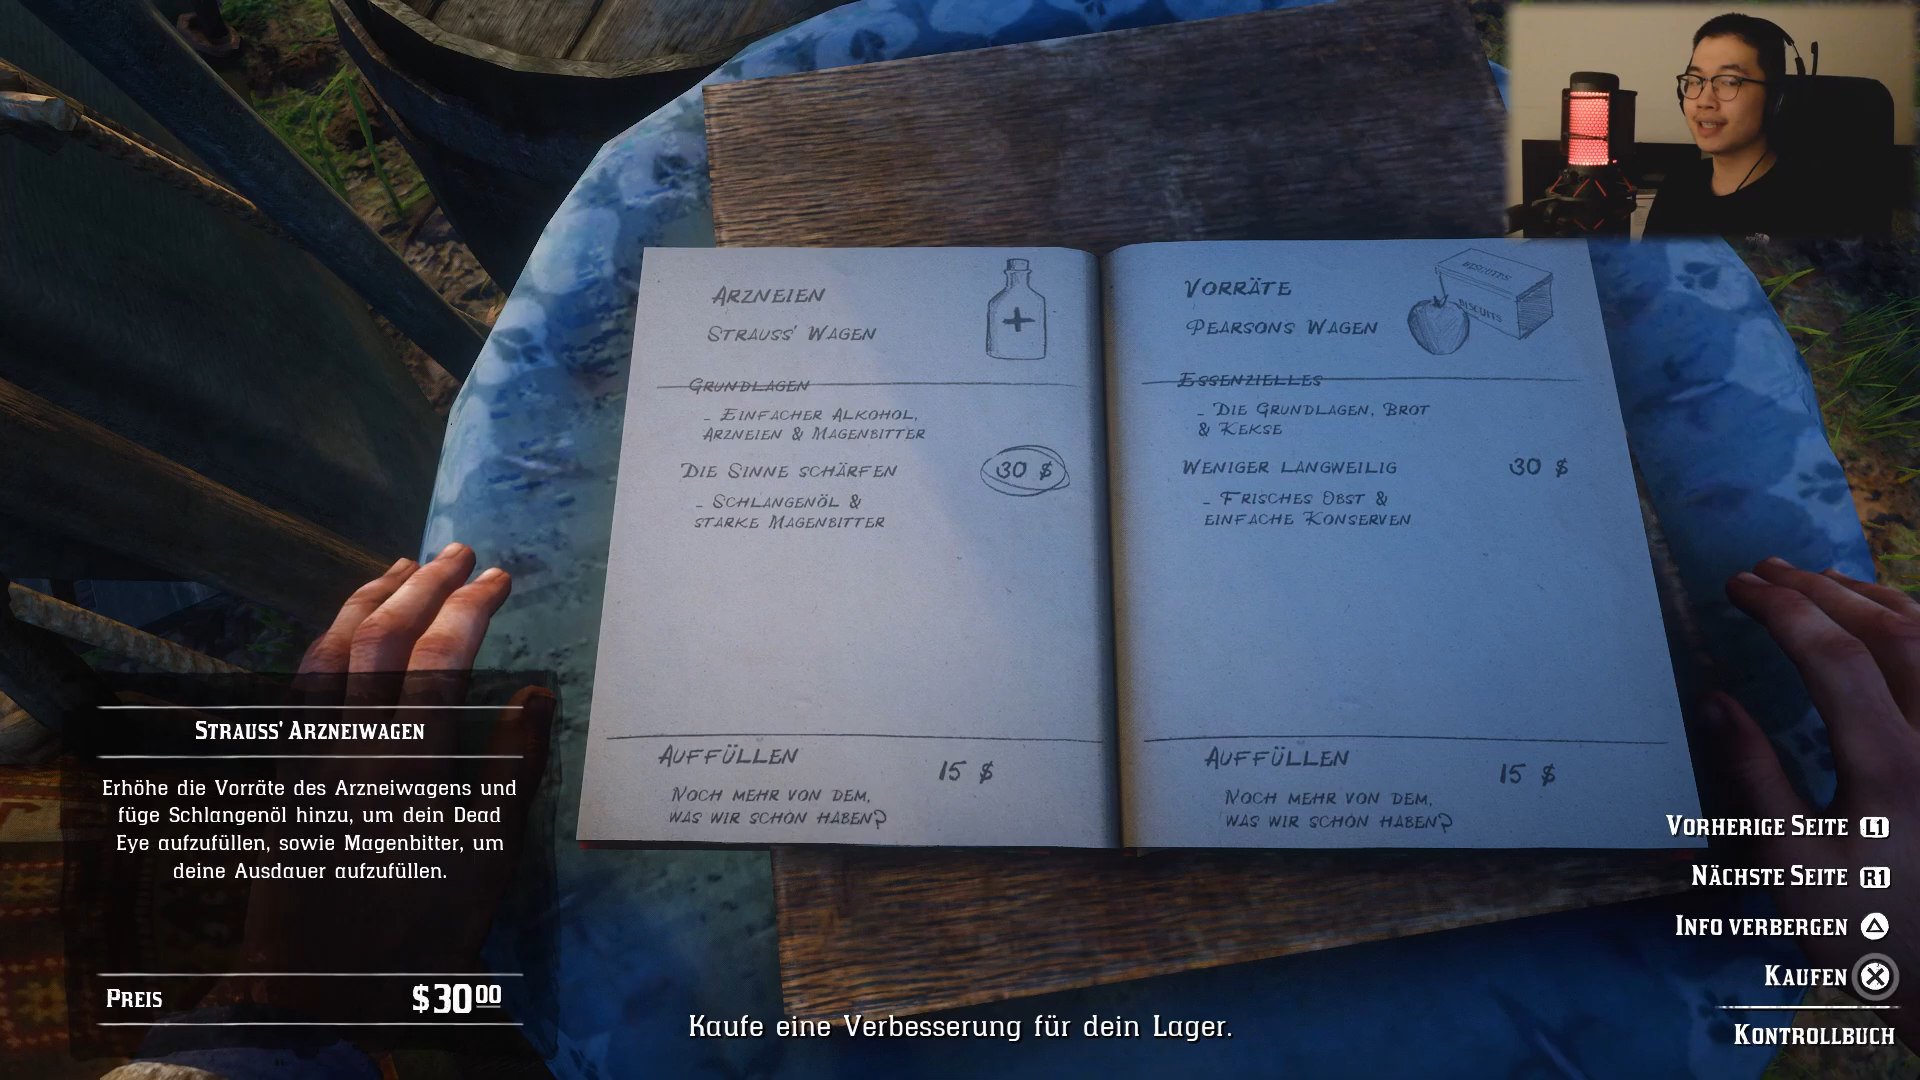 BISCUITS
BISCUITS
Arzneien
Strauss' Wagen
Grundlagen
- Einfacher Alkohol,
Arzneien & Magenbitter
Die Sinne schärfen 30 $
- Schlangenöl &
starke Magenbitter
Auffüllen 15 $
Noch mehr von dem,
was wir schon haben?
Vorräte
Pearsons Wagen
Essenzielles
- Die Grundlagen, Brot
& Kekse
Weniger langweilig 30 $
- Frisches Obst &
einfache Konserven
Auffüllen 15 $
Noch mehr von dem,
was wir schon haben?
Strauss' Arzneiwagen
Erhöhe die Vorräte des Arzneiwagens und
füge Schlangenöl hinzu, um dein Dead
Eye aufzufüllen, sowie Magenbitter, um
deine Ausdauer aufzufüllen.
Preis $30.00
Kaufe eine Verbesserung für dein Lager.
Vorherige Seite L1
Nächste Seite R1
Info verbergen
Kaufen
Kontrollbuch